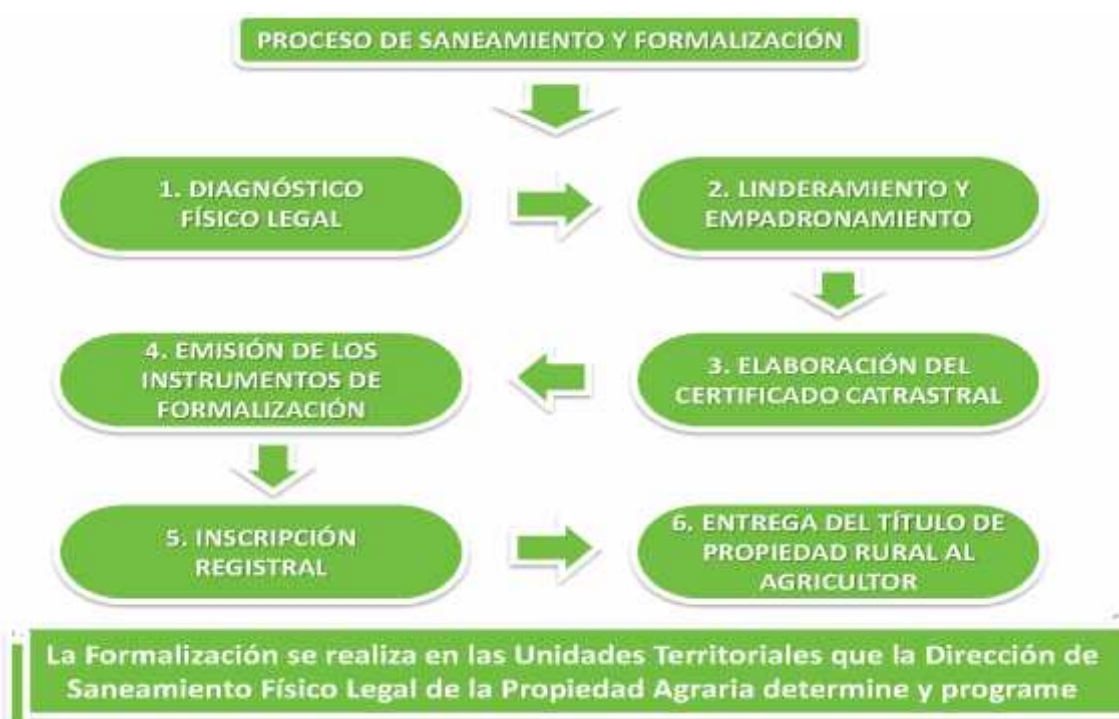 PROCESO DE SANEAMIENTO Y FORMALIZACIÓN
1. DIAGNÓSTICO
FÍSICO LEGAL
2. LINDERAMIENTO Y
EMPADRONAMIENTO
3. ELABORACIÓN DEL
CERTIFICADO CATRASTRAL
4. EMISIÓN DE LOS
INSTRUMENTOS DE
FORMALIZACIÓN
5. INSCRIPCIÓN
REGISTRAL
6. ENTREGA DEL TÍTULO DE
PROPIEDAD RURAL AL
AGRICULTOR
La Formalización se realiza en las Unidades Territoriales que la Dirección de
Saneamiento Físico Legal de la Propiedad Agraria determine y programe